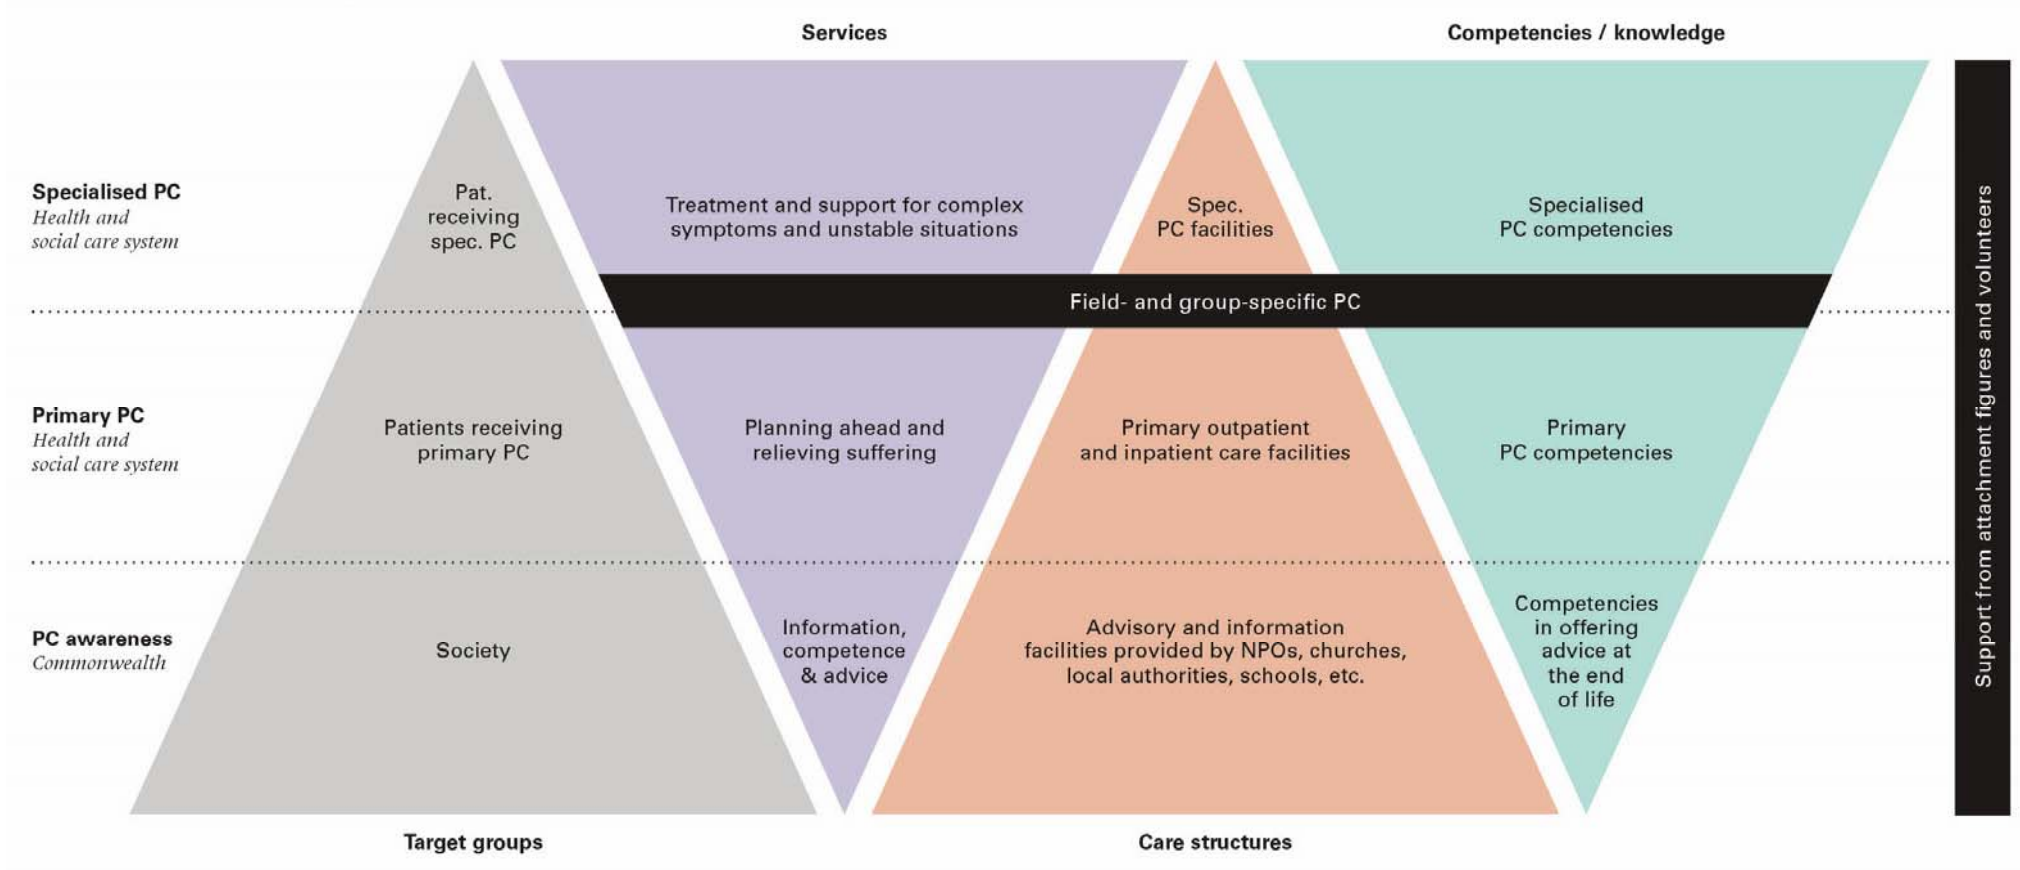 Services
Competencies / knowledge
Specialised PC
Health and
social care system
Pat.
receiving
spec. PC
Treatment and support for complex
symptoms and unstable situations
Spec.
PC facilities
Specialised
PC competencies
Field- and group-specific PC
Primary PC
Health and
social care system
Patients receiving
primary PC
Planning ahead and
relieving suffering
Primary outpatient
and inpatient care facilities
Primary
PC competencies
PC awareness
Commonwealth
Society
Information,
competence
& advice
Advisory and information
facilities provided by NPOs, churches,
local authorities, schools, etc.
Competencies
in offering
advice at
the end
of life
Target groups
Care structures
Support from attachment figures and volunteers